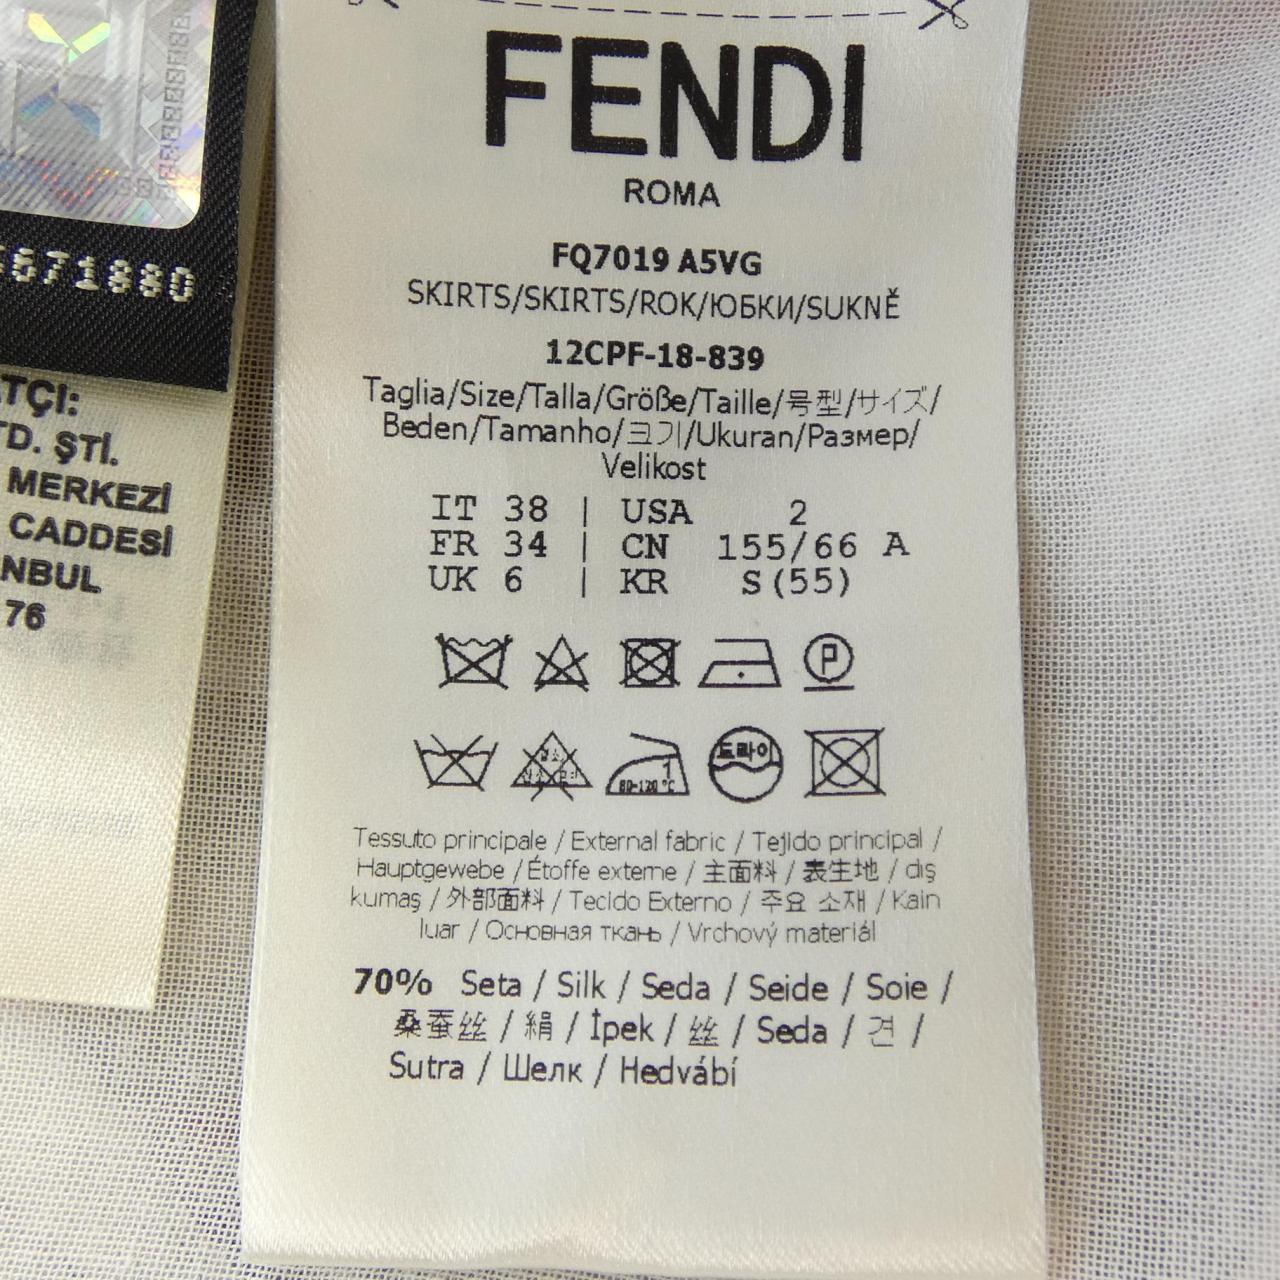 FENDI
ROMA
FQ7019 A5VG
SKIRTS/SKIRTS/ROK/ЮБКИ/SUKNĚ
12CPF-18-839
Taglia/Size/Talla/Größe/Taille/号型/サイズ/
Beden/Tamanho/크기/Ukuran/Размер/
Velikost
IT 38 | USA 2
FR 34 | CN 155/66 A
UK 6 | KR S(55)
P
80-120 °C 드라이
Tessuto principale / External fabric / Tejido principal /
Hauptgewebe / Étoffe externe / 主面料 / 表生地 / dış
kumaş / 外部面料 / Tecido Externo / 주요 소재 / Kain
luar / Основная ткань / Vrchový materiál
70% Seta / Silk / Seda / Seide / Soie /
桑蚕丝 / 絹 / İpek / 丝 / Seda / 견 /
Sutra / Шелк / Hedvábí
671880
ATÇI:
TD. ŞTİ.
MERKEZİ
CADDESİ
NBUL
76